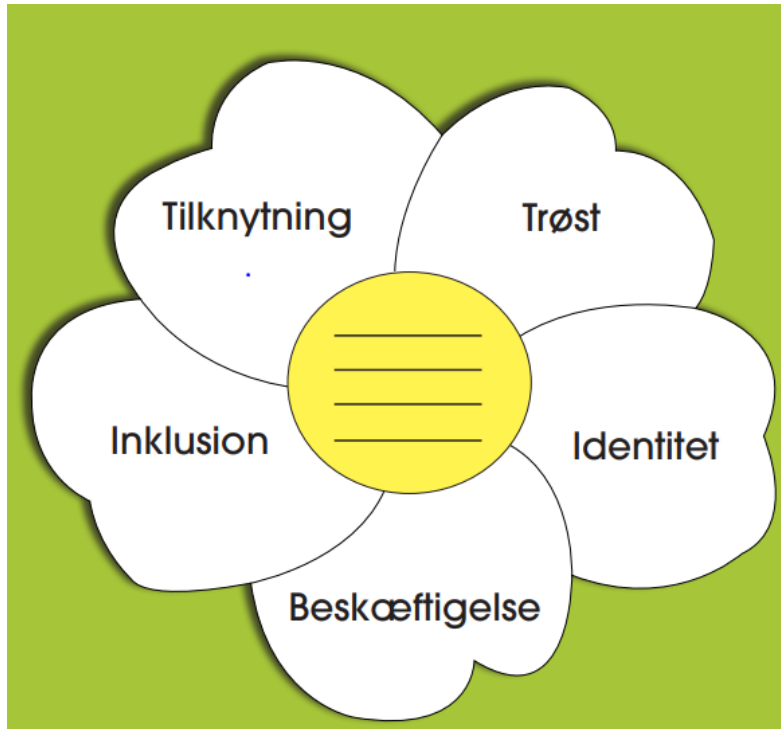 Tilknytning
Trøst
Inklusion
Identitet
Beskæftigelse